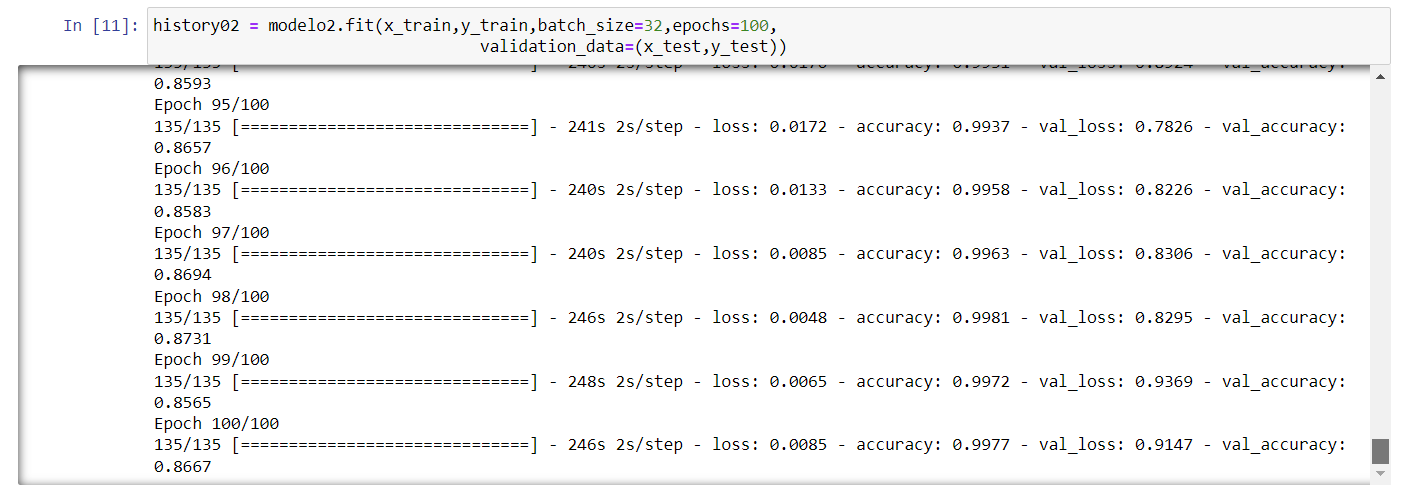 In [11]: history02 = modelo2.fit(x_train,y_train,batch_size=32,epochs=100,
validation_data=(x_test,y_test))
0.8593
Epoch 95/100
135/135 [==============================] - 241s 2s/step - loss: 0.0172 - accuracy: 0.9937 - val_loss: 0.7826 - val_accuracy:
0.8657
Epoch 96/100
135/135 [==============================] - 240s 2s/step - loss: 0.0133 - accuracy: 0.9958 - val_loss: 0.8226 - val_accuracy:
0.8583
Epoch 97/100
135/135 [==============================] - 240s 2s/step - loss: 0.0085 - accuracy: 0.9963 - val_loss: 0.8306 - val_accuracy:
0.8694
Epoch 98/100
135/135 [==============================] - 246s 2s/step - loss: 0.0048 - accuracy: 0.9981 - val_loss: 0.8295 - val_accuracy:
0.8731
Epoch 99/100
135/135 [==============================] - 248s 2s/step - loss: 0.0065 - accuracy: 0.9972 - val_loss: 0.9369 - val_accuracy:
0.8565
Epoch 100/100
135/135 [==============================] - 246s 2s/step - loss: 0.0085 - accuracy: 0.9977 - val_loss: 0.9147 - val_accuracy:
0.8667